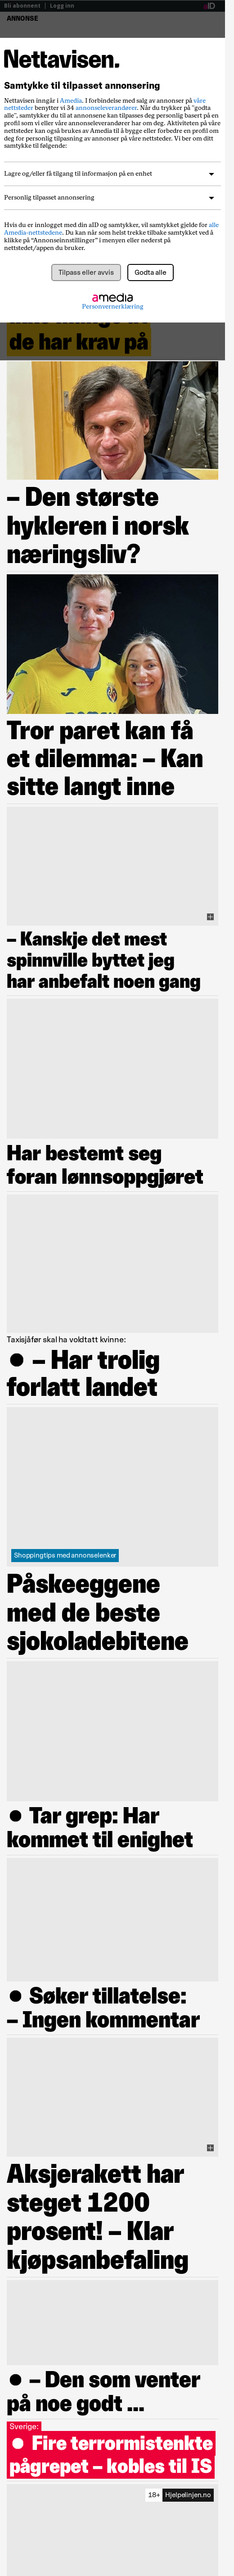 Bli abonnent | Logg inn
aID
ANNONSE
Nettavisen.
Samtykke til tilpasset annonsering
Nettavisen inngår i Amedia. I forbindelse med salg av annonser på våre
nettsteder benytter vi 34 annonseleverandører. Når du trykker på "godta
alle", samtykker du til at annonsene kan tilpasses deg personlig basert på en
profil med opplysninger som annonseleverandørene har om deg. Aktivitet på våre
nettsteder kan også brukes av Amedia til å bygge eller forbedre en profil om
deg for personlig tilpasning av annonser på våre nettsteder. Vi ber om ditt
samtykke til følgende:
Lagre og/eller få tilgang til informasjon på en enhet
Personlig tilpasset annonsering
Hvis du er innlogget med din aID og samtykker, vil samtykket gjelde for alle
Amedia-nettstedene. Du kan når som helst trekke tilbake samtykket ved å
klikke på “Annonseinnstillinger” i menyen eller nederst på
nettstedet/appen du bruker.
Tilpass eller avvis
Godta alle
amedia
Personvernerklæring
de har krav på
– Den største
hykleren i norsk
næringsliv?
Tror paret kan få
et dilemma: – Kan
sitte langt inne
– Kanskje det mest
spinnville byttet jeg
har anbefalt noen gang
Har bestemt seg
foran lønnsoppgjøret
Taxisjåfør skal ha voldtatt kvinne:
● – Har trolig
forlatt landet
Shoppingtips med annonselenker
Påskeeggene
med de beste
sjokoladebitene
● Tar grep: Har
kommet til enighet
● Søker tillatelse:
– Ingen kommentar
Aksjerakett har
steget 1200
prosent! – Klar
kjøpsanbefaling
● – Den som venter
på noe godt ...
Sverige:
● Fire terrormistenkte
pågrepet – kobles til IS
18+ Hjelpelinjen.no